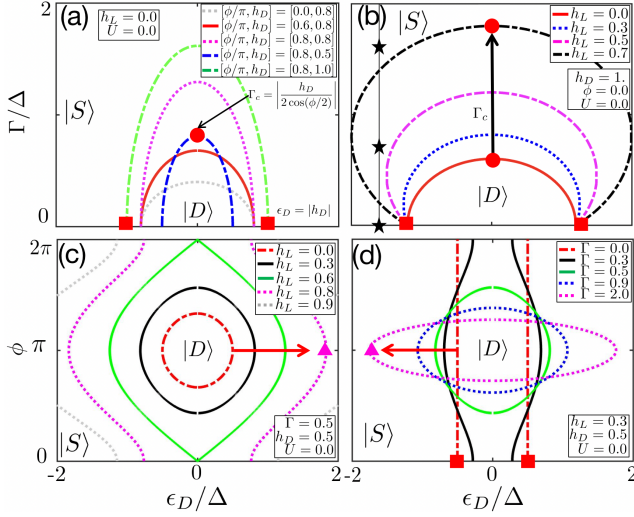 (a)
h_L = 0.0
U = 0.0
[ϕ/π, h_D] = [0.0, 0.8]
[ϕ/π, h_D] = [0.6, 0.8]
[ϕ/π, h_D] = [0.8, 0.8]
[ϕ/π, h_D] = [0.8, 0.5]
[ϕ/π, h_D] = [0.8, 1.0]
Γ_c = |h_D / 2 cos(ϕ/2)|
|S⟩
|D⟩
ϵ_D = |h_D|
2
0
Γ/Δ
(b)
|S⟩
h_L = 0.0
h_L = 0.3
h_L = 0.5
h_L = 0.7
h_D = 1.
ϕ = 0.0
U = 0.0
Γ_c
|D⟩
2
0
(c)
h_L = 0.0
h_L = 0.3
h_L = 0.6
h_L = 0.8
h_L = 0.9
|D⟩
|S⟩
Γ = 0.5
h_D = 0.5
U = 0.0
2π
π
0
ϕ
-2
0
2
ϵ_D/Δ
(d)
Γ = 0.0
Γ = 0.3
Γ = 0.5
Γ = 0.9
Γ = 2.0
|D⟩
|S⟩
h_L = 0.3
h_D = 0.5
U = 0.0
-2
0
2
ϵ_D/Δ